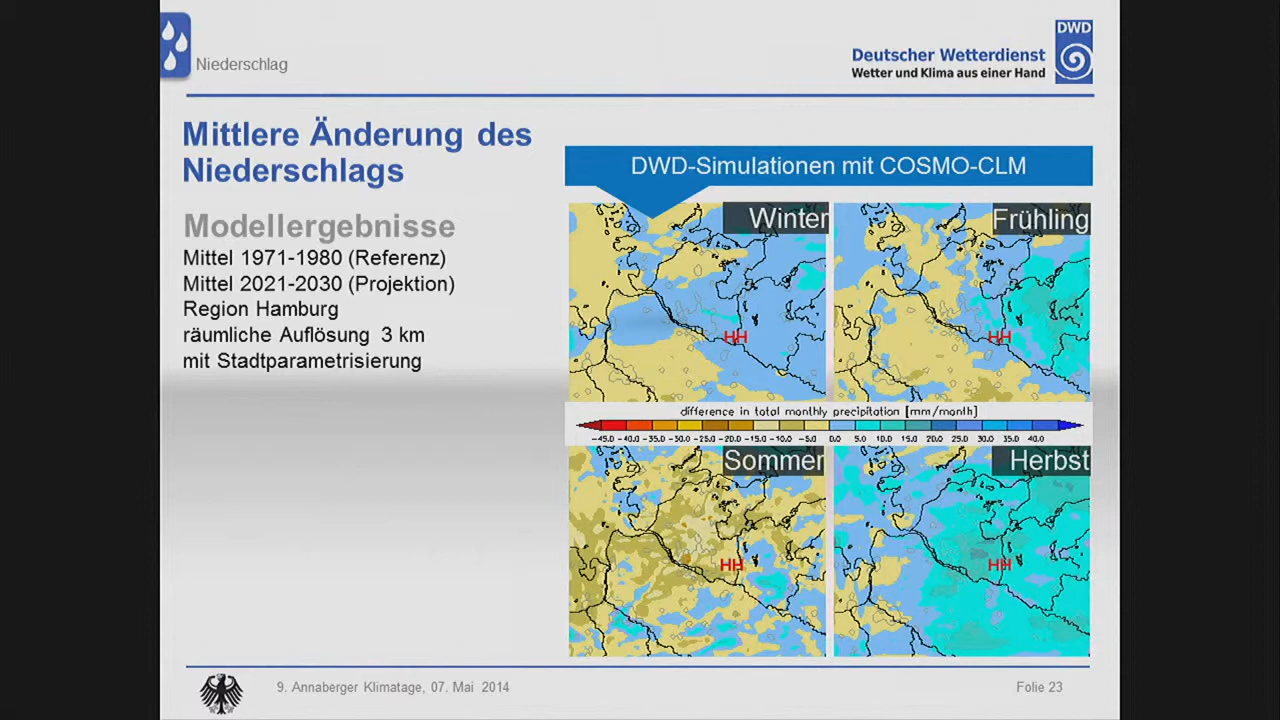 Niederschlag
DWD
Deutscher Wetterdienst
Wetter und Klima aus einer Hand
Mittlere Änderung des
Niederschlags
Modellergebnisse
Mittel 1971-1980 (Referenz)
Mittel 2021-2030 (Projektion)
Region Hamburg
räumliche Auflösung 3 km
mit Stadtparametrisierung
DWD-Simulationen mit COSMO-CLM
Winter
Frühling
HH
HH
difference in total monthly precipitation [mm/month]
-45.0 -40.0 -35.0 -30.0 -25.0 -20.0 -15.0 -10.0 -5.0 0.0 5.0 10.0 15.0 20.0 25.0 30.0 35.0 40.0
Sommer
Herbst
HH
HH
9. Annaberger Klimatage, 07. Mai 2014
Folie 23